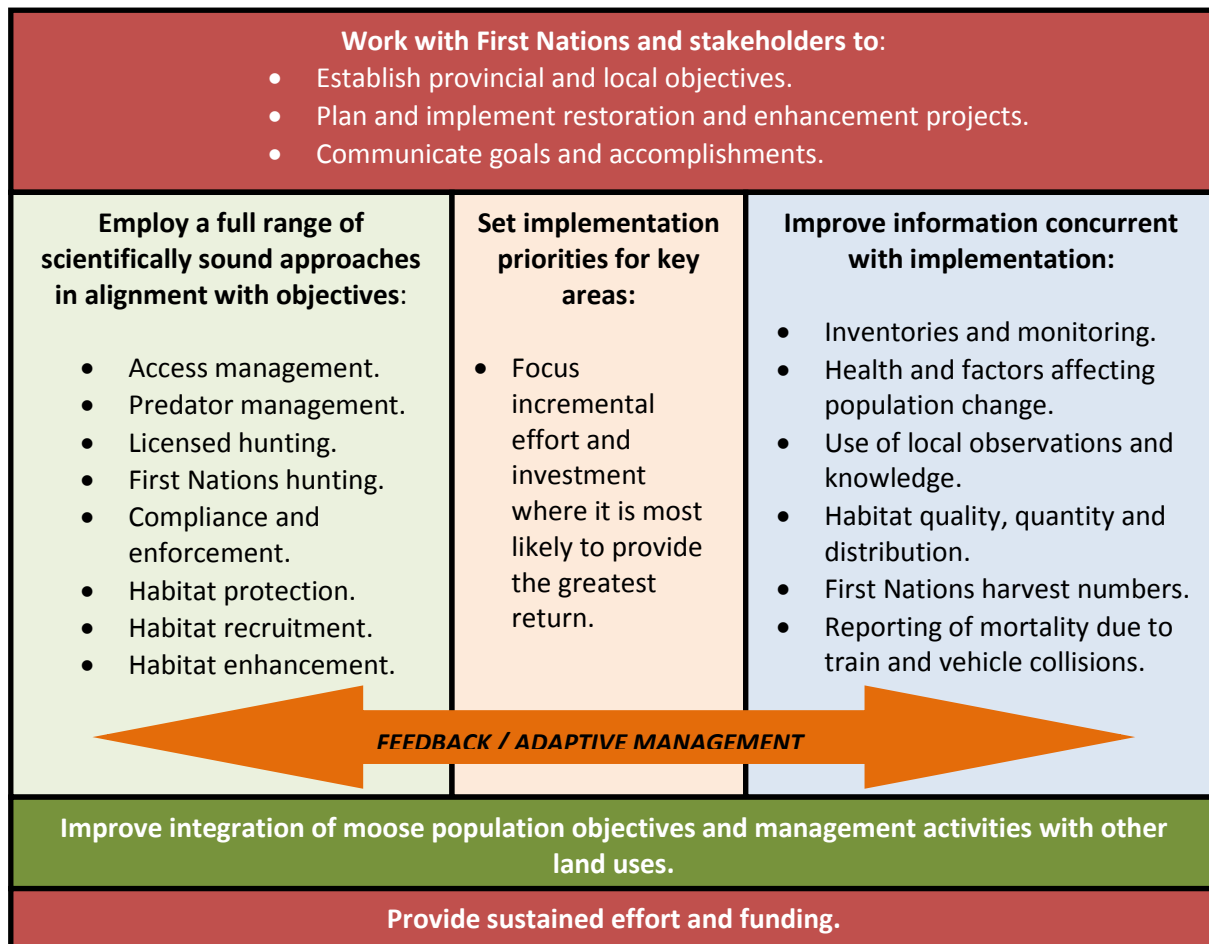 Work with First Nations and stakeholders to:
• Establish provincial and local objectives.
• Plan and implement restoration and enhancement projects.
• Communicate goals and accomplishments.
Employ a full range of
scientifically sound approaches
in alignment with objectives:
• Access management.
• Predator management.
• Licensed hunting.
• First Nations hunting.
• Compliance and
enforcement.
• Habitat protection.
• Habitat recruitment.
• Habitat enhancement.
Set implementation
priorities for key
areas:
• Focus
incremental
effort and
investment
where it is most
likely to provide
the greatest
return.
Improve information concurrent
with implementation:
• Inventories and monitoring.
• Health and factors affecting
population change.
• Use of local observations and
knowledge.
• Habitat quality, quantity and
distribution.
• First Nations harvest numbers.
• Reporting of mortality due to
train and vehicle collisions.
FEEDBACK / ADAPTIVE MANAGEMENT
Improve integration of moose population objectives and management activities with other
land uses.
Provide sustained effort and funding.